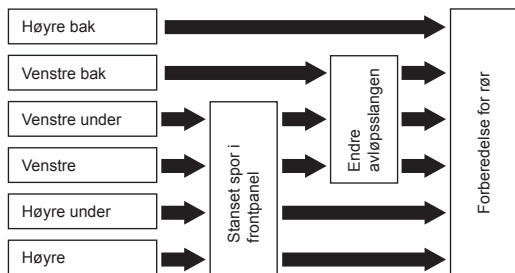 Høyre bak
Venstre bak
Venstre under
Venstre
Høyre under
Høyre
Stanset spor i
frontpanel
Endre
avløpsslangen
Forberedelse for rør